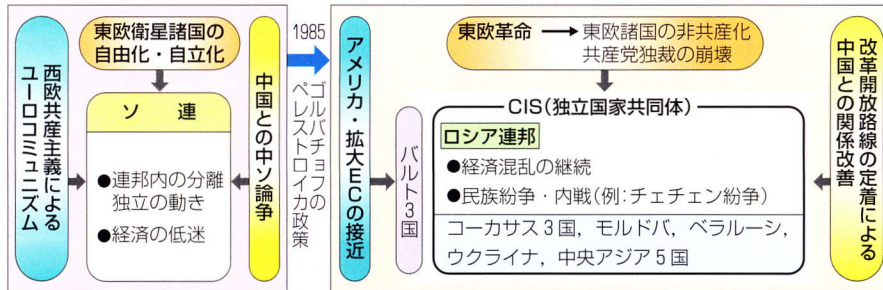 東欧衛星諸国の
自由化・自立化
西欧共産主義による
ユーロコミュニズム
ソ連
●連邦内の分離
独立の動き
●経済の低迷
中国との中ソ論争
1985
ゴルバチョフの
ペレストロイカ政策
アメリカ・拡大ECの接近
東欧革命→東欧諸国の非共産化
共産党独裁の崩壊
バルト3国
CIS(独立国家共同体)
ロシア連邦
●経済混乱の継続
●民族紛争・内戦(例:チェチェン紛争)
コーカサス3国,モルドバ,ベラルーシ,
ウクライナ,中央アジア5国
改革開放路線の定着による
中国との関係改善